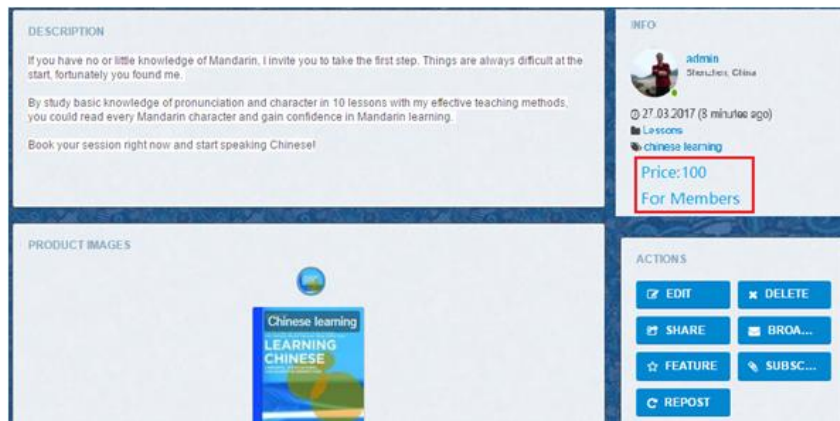 DESCRIPTION
If you have no or little knowledge of Mandarin, I invite you to take the first step. Things are always difficult at the
start, fortunately you found me.
By study basic knowledge of pronunciation and character in 10 lessons with my effective teaching methods,
you could read every Mandarin character and gain confidence in Mandarin learning.
Book your session right now and start speaking Chinese!
PRODUCT IMAGES
Chinese learning
LEARNING
CHINESE
INFO
admin
Shenzhen, China
27.03.2017 (8 minutes ago)
Lessons
chinese learning
Price:100
For Members
ACTIONS
EDIT
DELETE
SHARE
BROA...
FEATURE
SUBSC...
REPOST